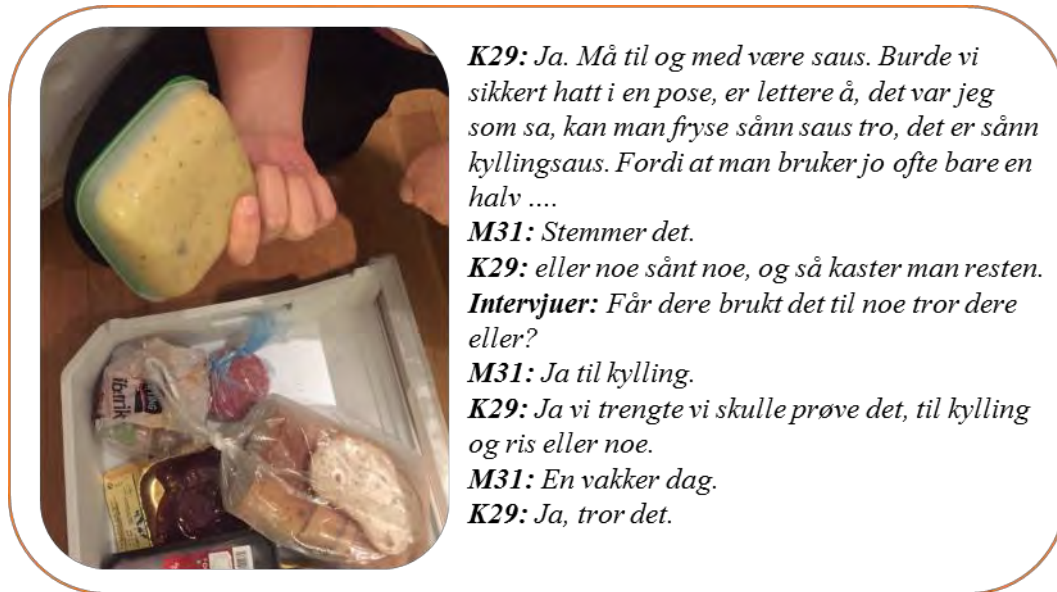 K29: Ja. Må til og med være saus. Burde vi
sikkert hatt i en pose, er lettere å, det var jeg
som sa, kan man fryse sånn saus tro, det er sånn
kyllingsaus. Fordi at man bruker jo ofte bare en
halv ….
M31: Stemmer det.
K29: eller noe sånt noe, og så kaster man resten.
Intervjuer: Får dere brukt det til noe tror dere
eller?
M31: Ja til kylling.
K29: Ja vi trengte vi skulle prøve det, til kylling
og ris eller noe.
M31: En vakker dag.
K29: Ja, tror det.